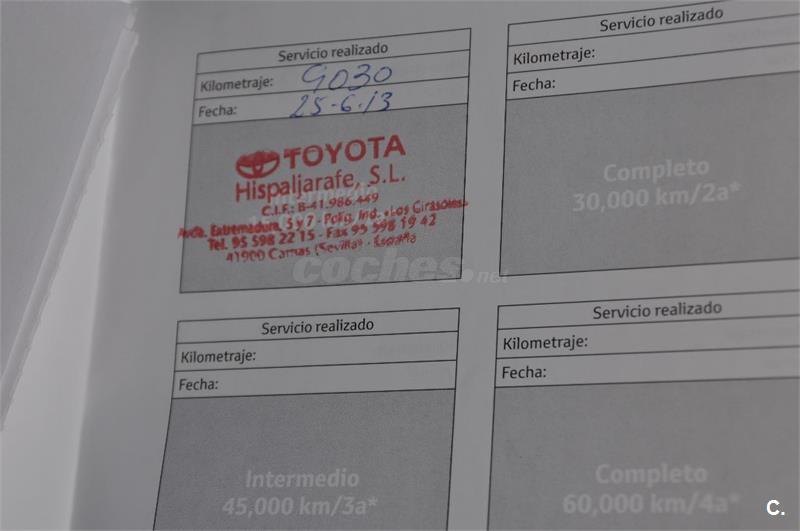 Servicio realizado
Kilometraje: 9030
Fecha: 25-6-13
TOYOTA
Hispaljarafe, S.L.
C.I.F.: B-41.986.449
Avda. Extremadura, 5 y 7 - Políg. Ind. «Los Girasoles»
Tel. 95 598 22 15 - Fax 95 598 19 42
41900 Camas (Sevilla) - España
Intermedio
Servicio realizado
Kilometraje:
Fecha:
Completo
30,000 km/2a*
coches.net
Servicio realizado
Kilometraje:
Fecha:
Intermedio
45,000 km/3a*
Servicio realizado
Kilometraje:
Fecha:
Completo
60,000 km/4a*
C.